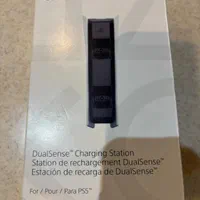 DualSense™ Charging Station
Station de rechargement DualSense™
Estación de recarga de DualSense™
For / Pour / Para PS5™